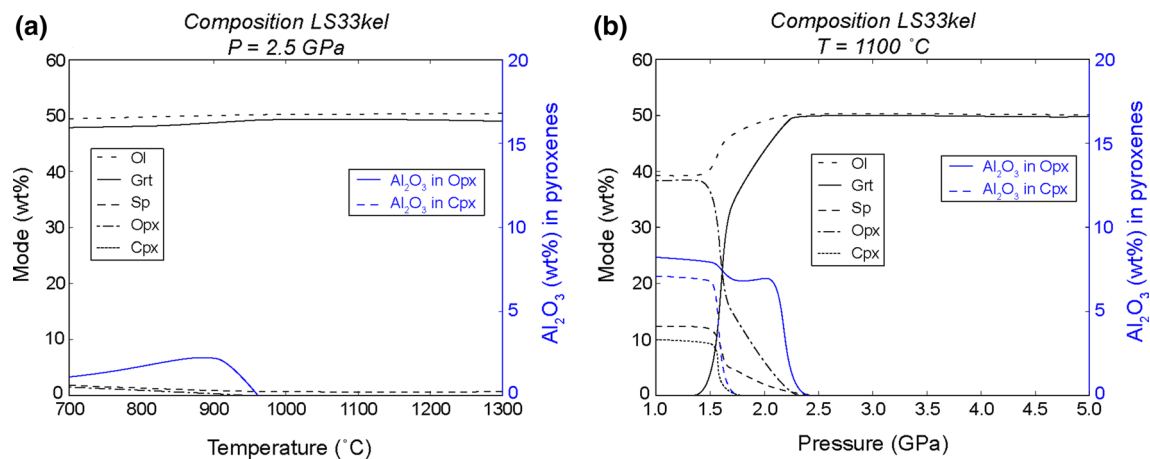 (a)
Composition LS33kel
P = 2.5 GPa
60
50
40
30
20
10
0
Mode (wt%)
20
15
10
5
0
Al₂O₃ (wt%) in pyroxenes
Ol
Grt
Sp
Opx
Cpx
Al₂O₃ in Opx
Al₂O₃ in Cpx
700 800 900 1000 1100 1200 1300
Temperature (˚C)
(b)
Composition LS33kel
T = 1100 ˚C
60
50
40
30
20
10
0
Mode (wt%)
20
15
10
5
0
Al₂O₃ (wt%) in pyroxenes
Ol
Grt
Sp
Opx
Cpx
Al₂O₃ in Opx
Al₂O₃ in Cpx
1.0 1.5 2.0 2.5 3.0 3.5 4.0 4.5 5.0
Pressure (GPa)